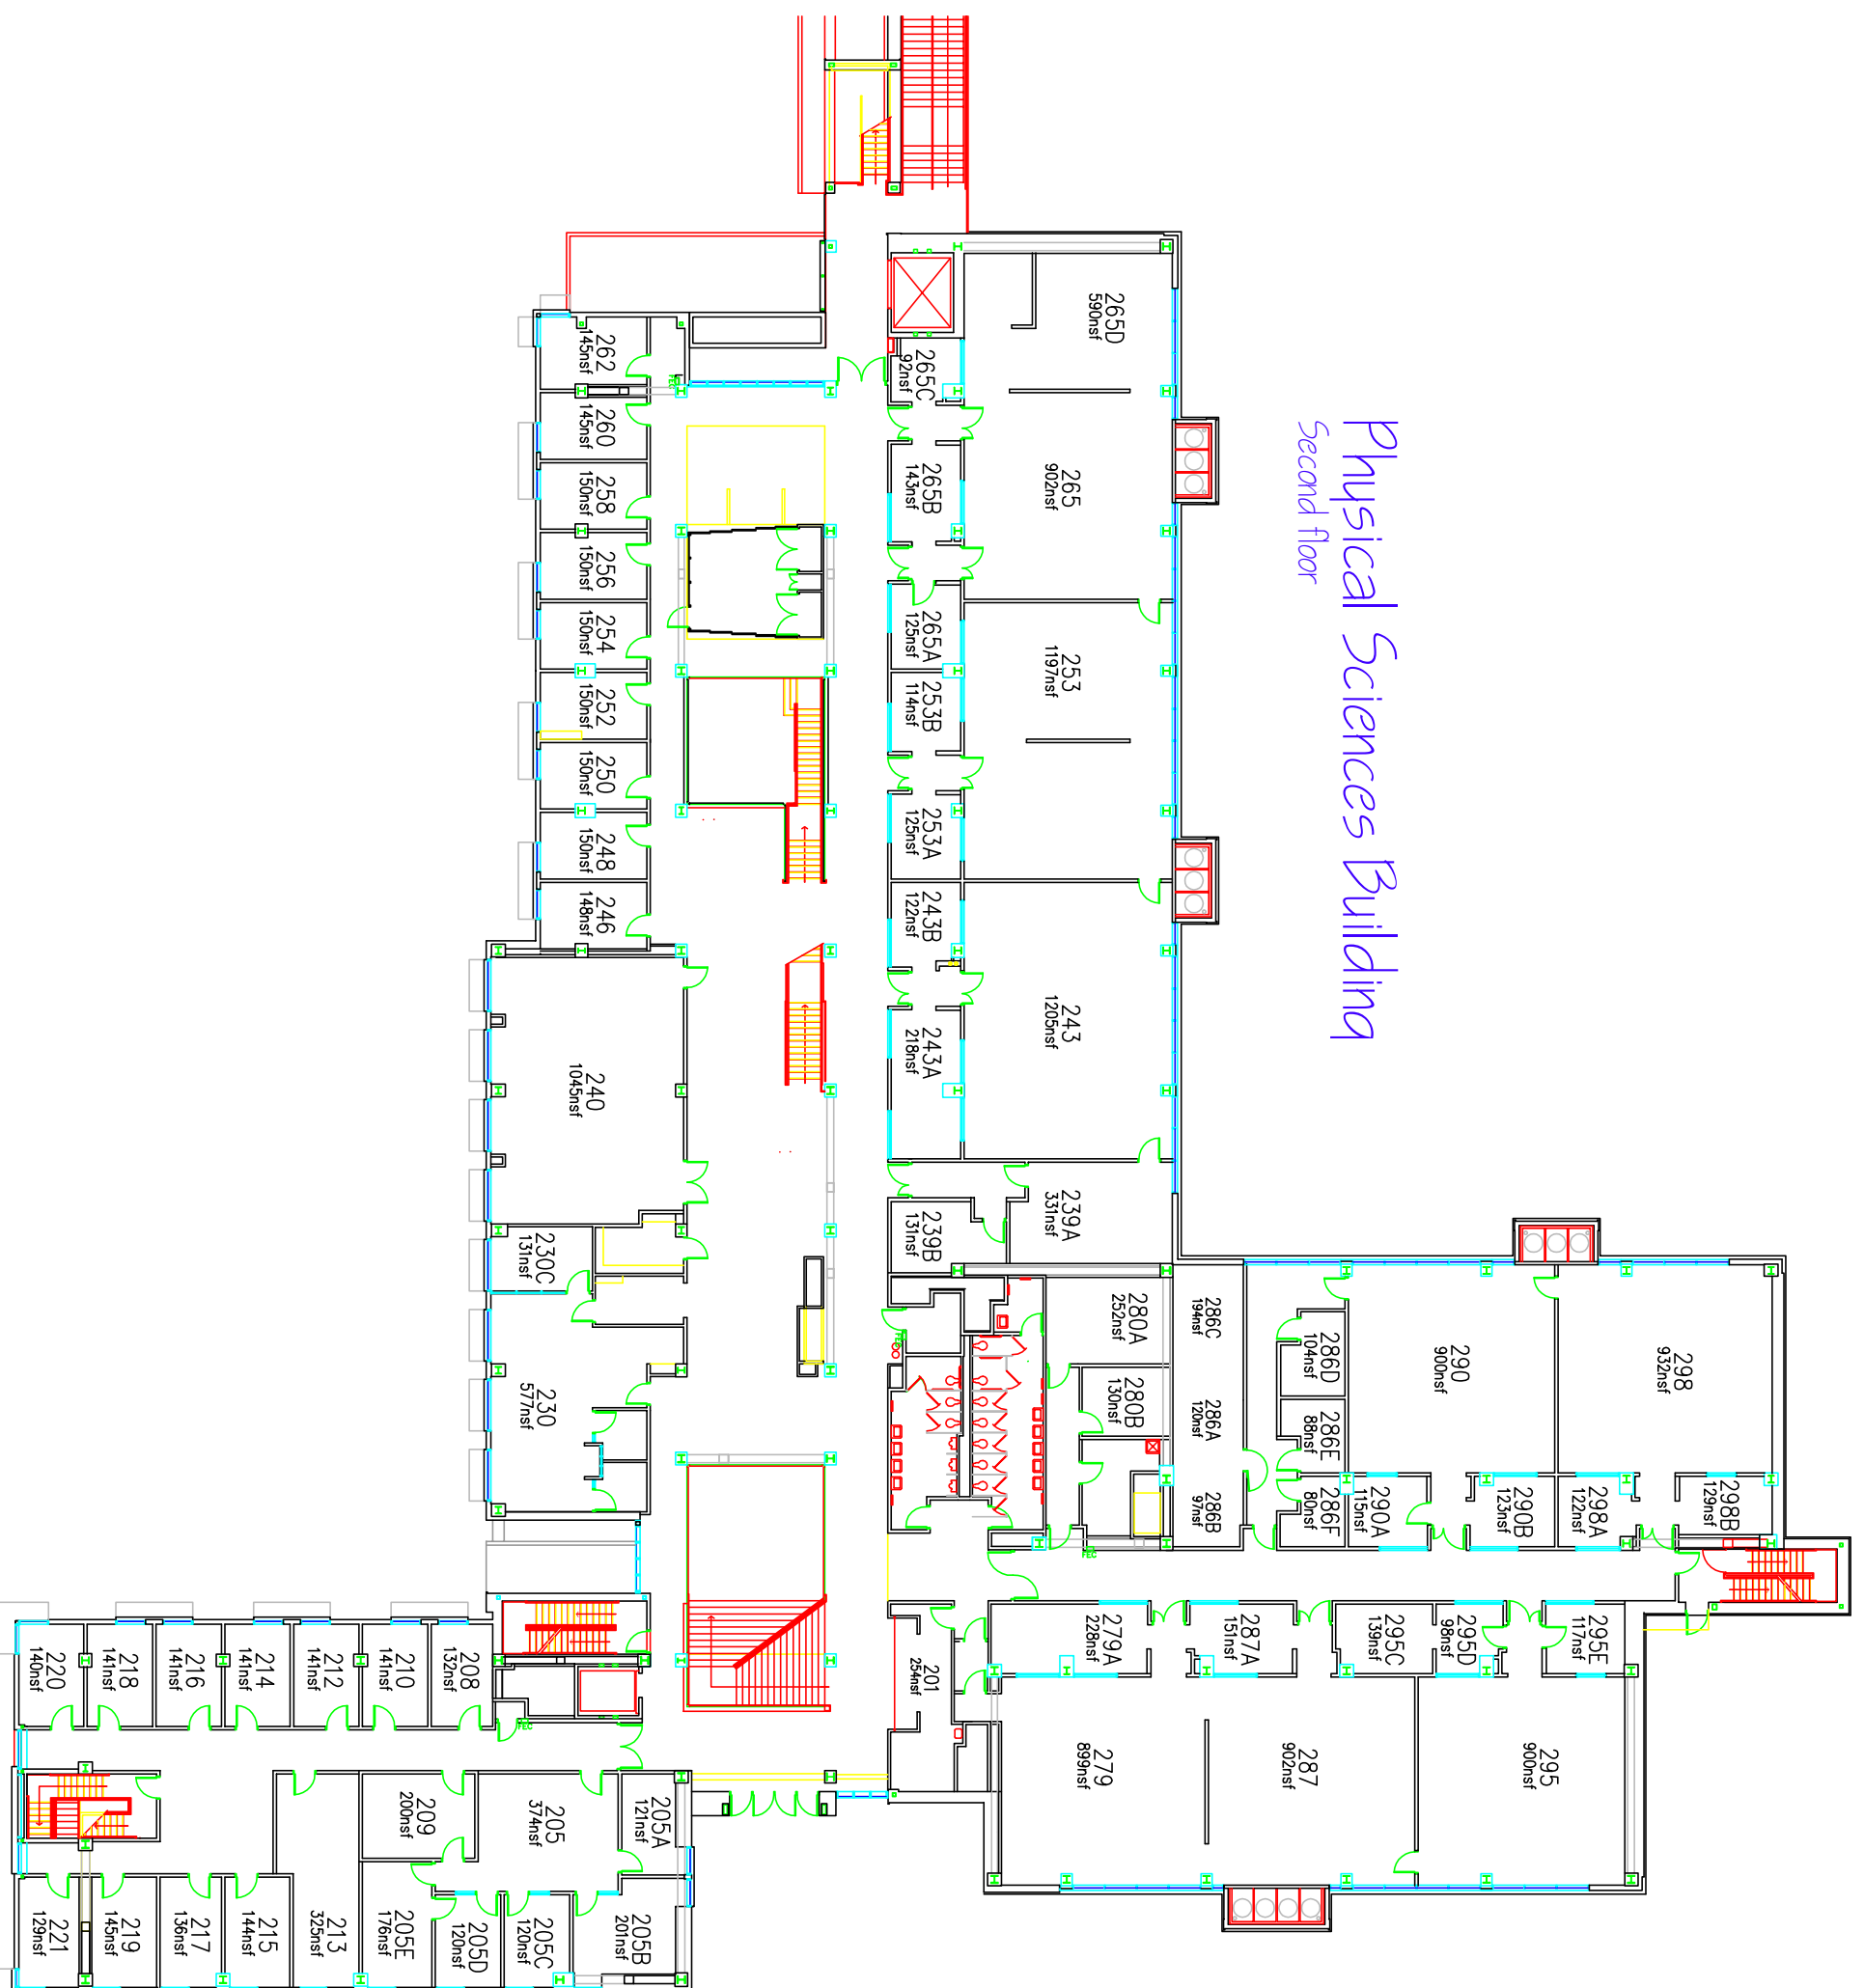 Physical Sciences Building
Second floor
265D
590nsf
265C
92nsf
265
902nsf
265B
143nsf
265A
125nsf
253
1197nsf
253B
114nsf
253A
125nsf
243B
122nsf
243
1205nsf
243A
218nsf
239A
331nsf
239B
131nsf
262
145nsf
260
145nsf
258
150nsf
256
150nsf
254
150nsf
252
150nsf
250
150nsf
248
150nsf
246
148nsf
240
1045nsf
230C
131nsf
230
577nsf
FEC
FEC
FEC
FEC
280A
252nsf
280B
130nsf
286C
194nsf
286A
120nsf
286B
97nsf
286D
104nsf
286E
88nsf
286F
80nsf
290
900nsf
298
932nsf
290A
115nsf
290B
123nsf
298A
122nsf
298B
129nsf
201
254nsf
279A
228nsf
287A
151nsf
295C
139nsf
295D
98nsf
295E
117nsf
279
899nsf
287
902nsf
295
900nsf
220
140nsf
218
141nsf
216
141nsf
214
141nsf
212
141nsf
210
141nsf
208
132nsf
209
200nsf
205
374nsf
205A
121nsf
205B
201nsf
205C
120nsf
205D
120nsf
205E
176nsf
213
325nsf
215
144nsf
217
136nsf
219
145nsf
221
129nsf